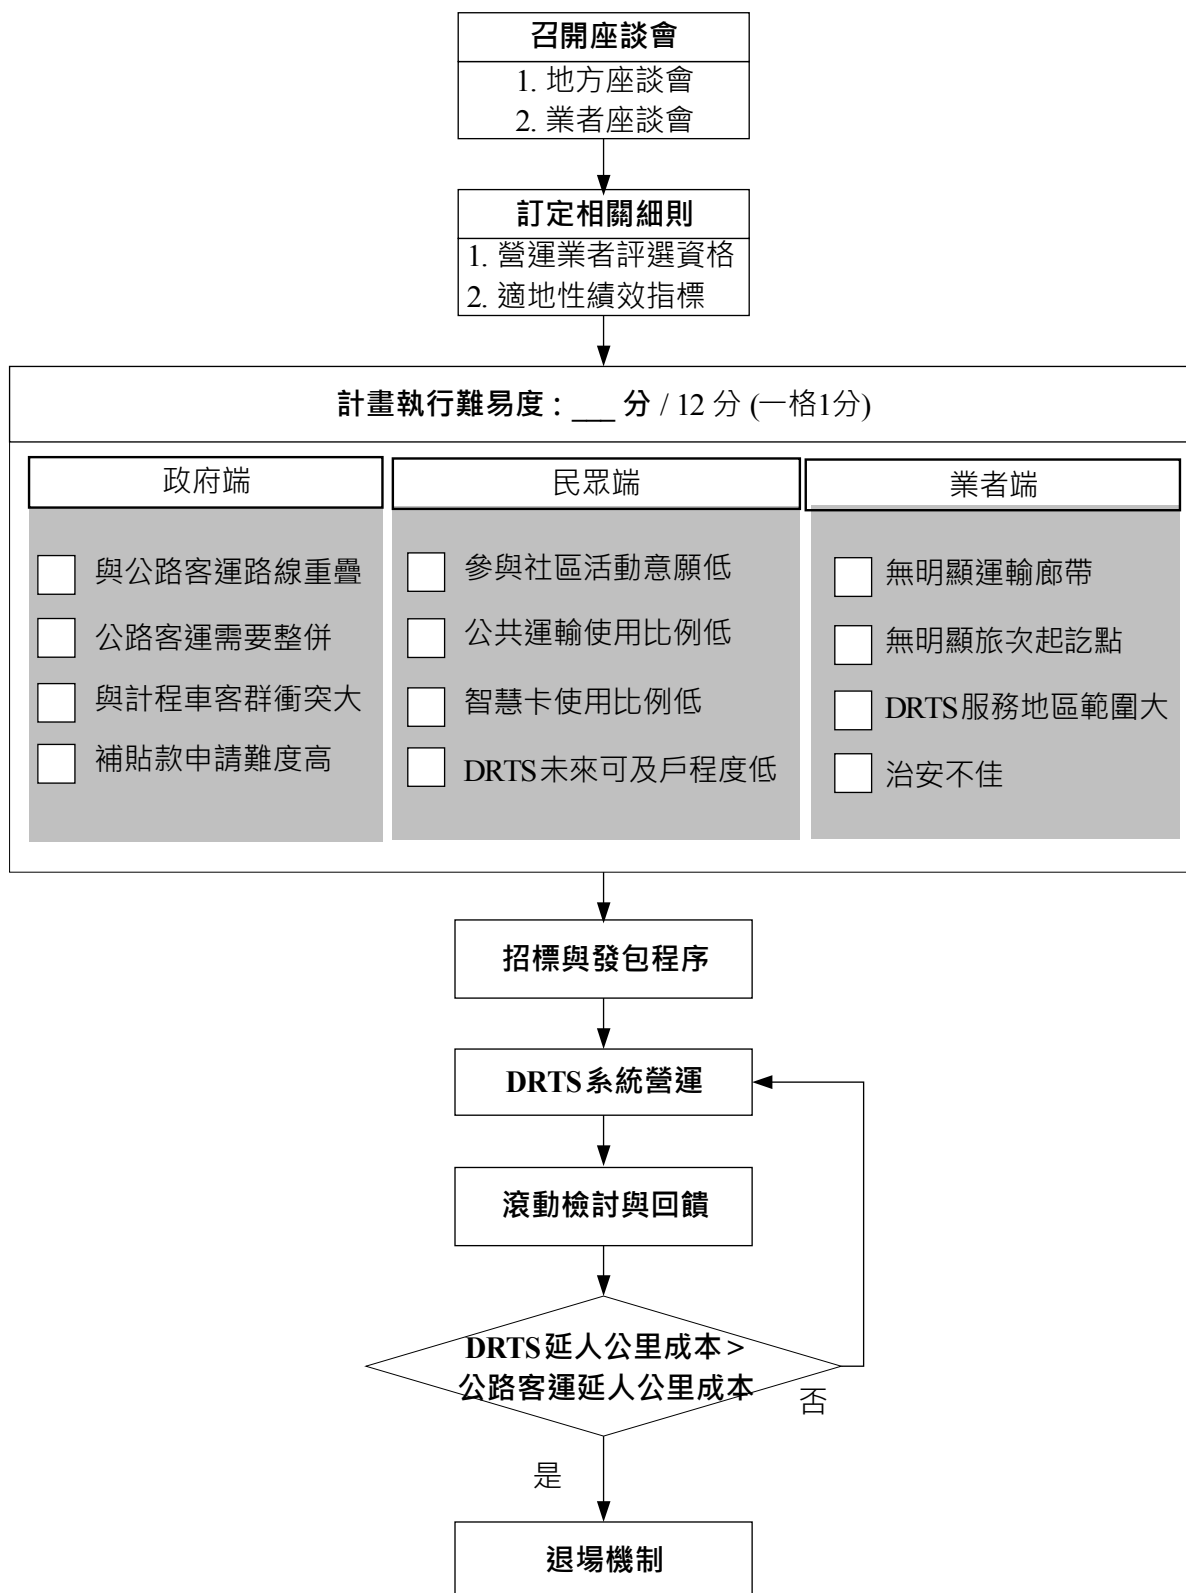 召開座談會
1. 地方座談會
2. 業者座談會
訂定相關細則
1. 營運業者評選資格
2. 適地性績效指標
計畫執行難易度：___ 分 / 12 分 (一格1分)
政府端
與公路客運路線重疊
公路客運需要整併
與計程車客群衝突大
補貼款申請難度高
民眾端
參與社區活動意願低
公共運輸使用比例低
智慧卡使用比例低
DRTS未來可及戶程度低
業者端
無明顯運輸廊帶
無明顯旅次起訖點
DRTS服務地區範圍大
治安不佳
招標與發包程序
DRTS系統營運
滾動檢討與回饋
DRTS延人公里成本>
公路客運延人公里成本
否
是
退場機制